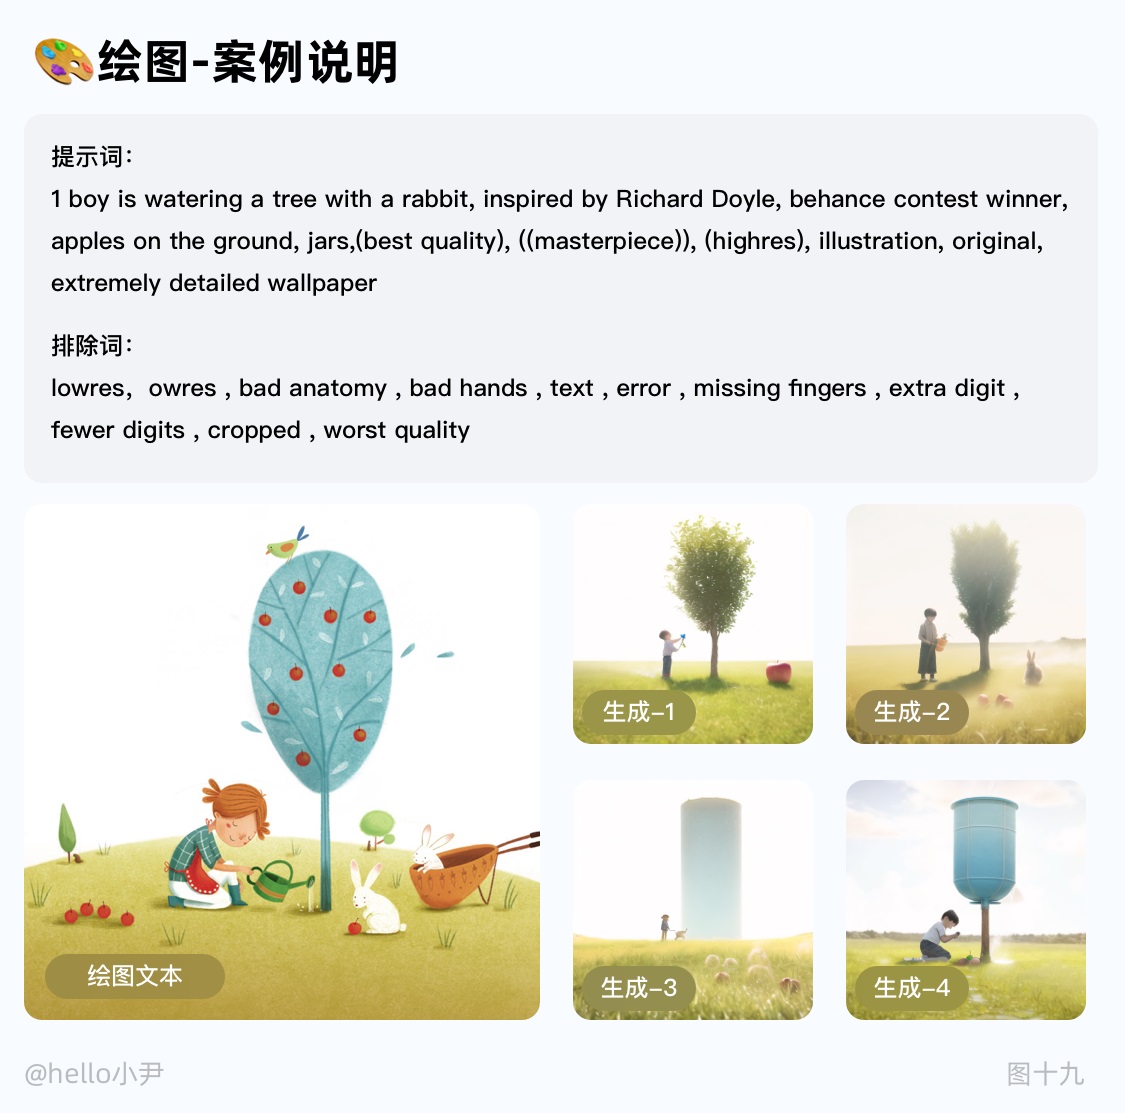 绘图-案例说明
提示词：
1 boy is watering a tree with a rabbit, inspired by Richard Doyle, behance contest winner,
apples on the ground, jars,(best quality), ((masterpiece)), (highres), illustration, original,
extremely detailed wallpaper
排除词：
lowres，owres , bad anatomy , bad hands , text , error , missing fingers , extra digit ,
fewer digits , cropped , worst quality
生成-1
生成-2
绘图文本
生成-3
生成-4
@hello小尹
图十九